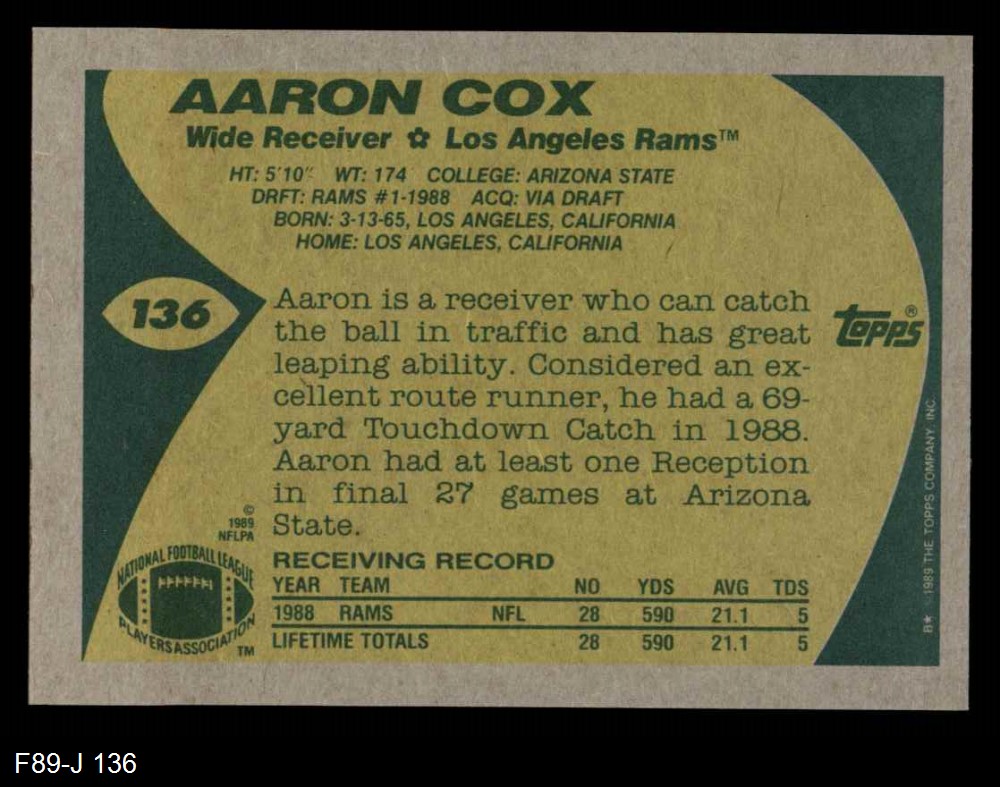 AARON COX
Wide Receiver ✿ Los Angeles Rams™
HT: 5'10" WT: 174 COLLEGE: ARIZONA STATE
DRFT: RAMS #1-1988 ACQ: VIA DRAFT
BORN: 3-13-65, LOS ANGELES, CALIFORNIA
HOME: LOS ANGELES, CALIFORNIA
136
Aaron is a receiver who can catch
the ball in traffic and has great
leaping ability. Considered an ex-
cellent route runner, he had a 69-
yard Touchdown Catch in 1988.
Aaron had at least one Reception
in final 27 games at Arizona
State.
topps®
© 
1989
NFLPA
NATIONAL FOOTBALL LEAGUE
PLAYERS ASSOCIATION
TM
RECEIVING RECORD
YEAR TEAM NO YDS AVG TDS
1988 RAMS NFL 28 590 21.1 5
LIFETIME TOTALS 28 590 21.1 5
B* 1989 THE TOPPS COMPANY, INC.
F89-J 136